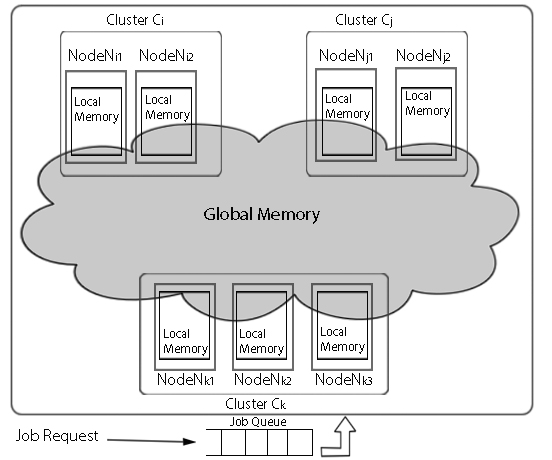 Cluster Ci
Cluster Cj
NodeNi1
NodeNi2
NodeNj1
NodeNj2
Local
Memory
Local
Memory
Local
Memory
Local
Memory
Global Memory
Local
Memory
Local
Memory
Local
Memory
NodeNk1
NodeNk2
NodeNk3
Cluster Ck
Job Queue
Job Request